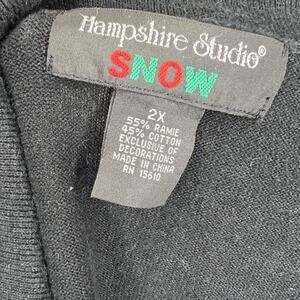 Hampshire Studio®
SNOW
2X
55% RAMIE
45% COTTON
EXCLUSIVE OF
DECORATIONS
MADE IN CHINA
RN 15610